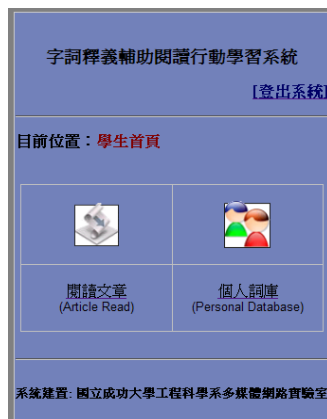 字詞釋義輔助閱讀行動學習系統
[登出系統]
目前位置：學生首頁
閱讀文章
(Article Read)
個人詞庫
(Personal Database)
系統建置: 國立成功大學工程科學系多媒體網路實驗室